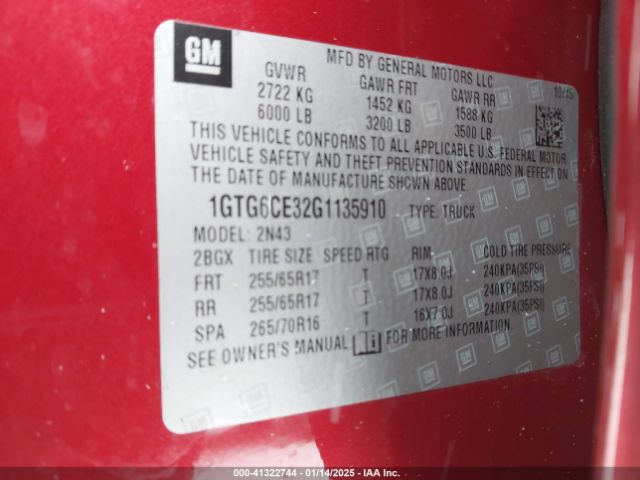 GM
MFD BY GENERAL MOTORS LLC
GVWR GAWR FRT GAWR RR
2722 KG 1452 KG 1588 KG
6000 LB 3200 LB 3500 LB
THIS VEHICLE CONFORMS TO ALL APPLICABLE U.S. FEDERAL MOTOR
VEHICLE SAFETY AND THEFT PREVENTION STANDARDS IN EFFECT ON
THE DATE OF MANUFACTURE SHOWN ABOVE.
1GTG6CE32G1135910 TYPE: TRUCK
MODEL: 2N43
2BGX TIRE SIZE SPEED RTG RIM COLD TIRE PRESSURE
FRT 255/65R17 T 17X8.0J 240KPA(35PSI)
RR 255/65R17 T 17X8.0J 240KPA(35PSI)
SPA 265/70R16 T 16X7.0J 240KPA(35PSI)
SEE OWNER'S MANUAL FOR MORE INFORMATION.
000-41322744 - 01/14/2025 - IAA Inc.